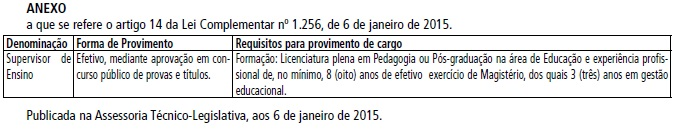 ANEXO
a que se refere o artigo 14 da Lei Complementar nº 1.256, de 6 de janeiro de 2015.
Denominação Forma de Provimento Requisitos para provimento de cargo
Supervisor de Ensino
Efetivo, mediante aprovação em con-
curso público de provas e títulos.
Formação: Licenciatura plena em Pedagogia ou Pós-graduação na área de Educação e experiência profis-
sional de, no mínimo, 8 (oito) anos de efetivo exercício de Magistério, dos quais 3 (três) anos em gestão
educacional.
Publicada na Assessoria Técnico-Legislativa, aos 6 de janeiro de 2015.